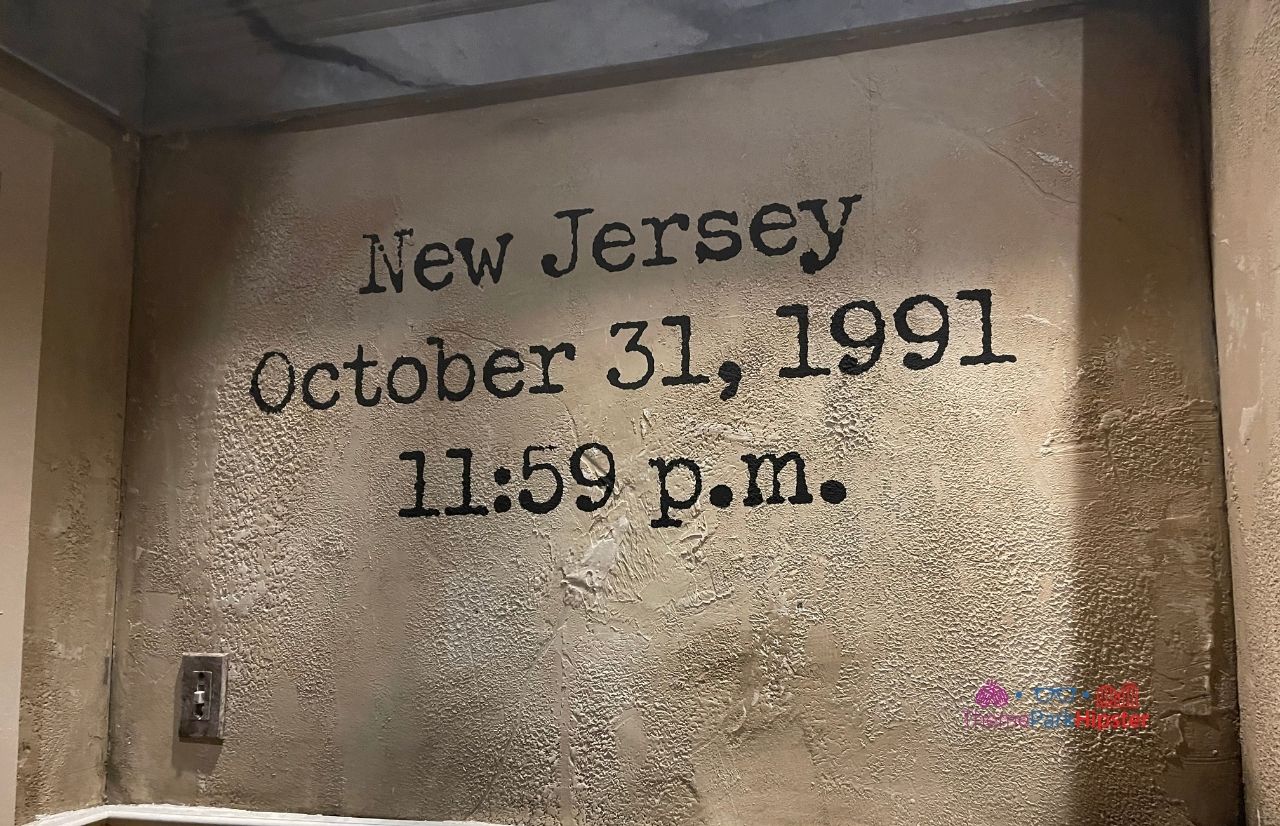 New Jersey
October 31, 1991
11:59 p.m.
ThemeParkHipster